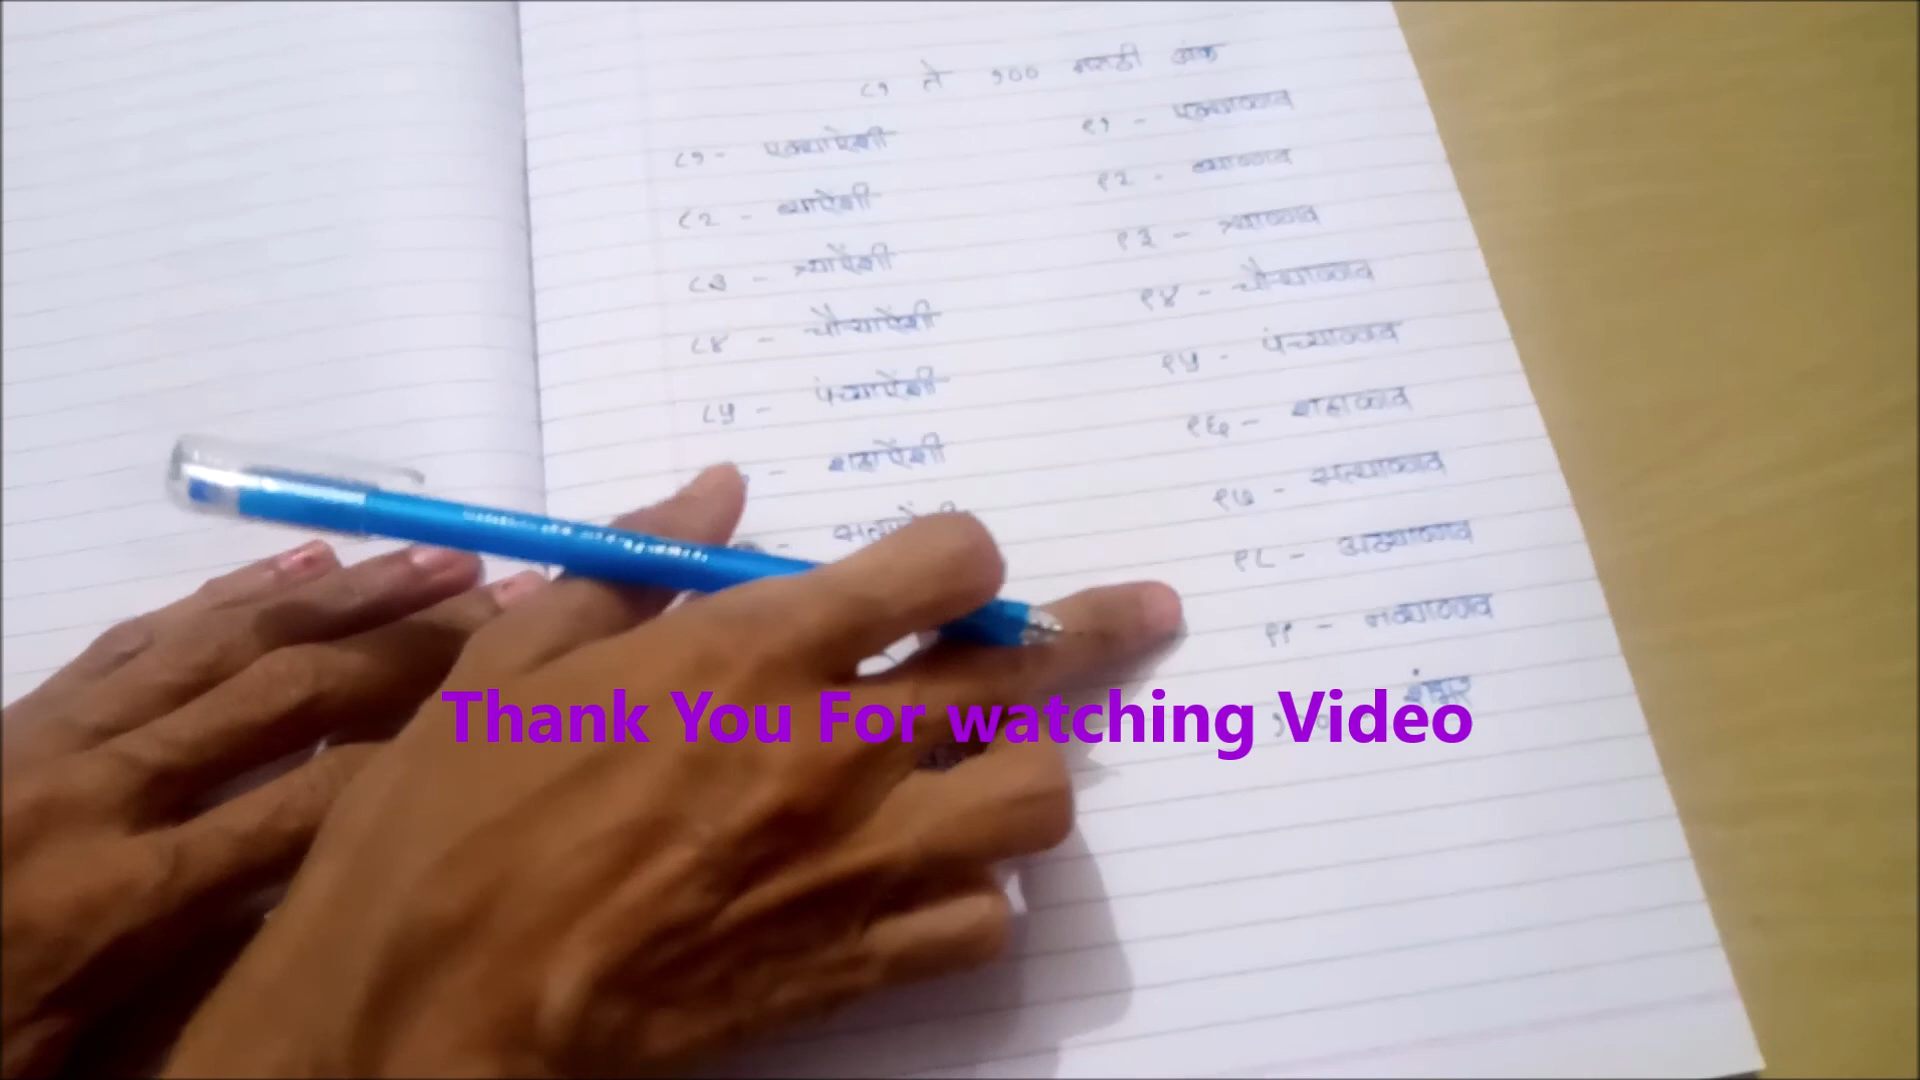 ८१ ते १०० मराठी अंक
८१ - एक्याऐंशी
८२ - ब्याऐंशी
८३ - त्र्याऐंशी
८४ - चौऱ्याऐंशी
८५ - पंच्याऐंशी
- शहाऐंशी
९१ - एक्याण्णव
९२ - ब्याण्णव
९३ - त्र्याण्णव
९४ - चौऱ्याण्णव
९५ - पंच्याण्णव
९६ - शहाण्णव
९७ - सत्त्याण्णव
९८ - अठ्याण्णव
९९ - नव्याण्णव
शंभर
Thank You For watching Video